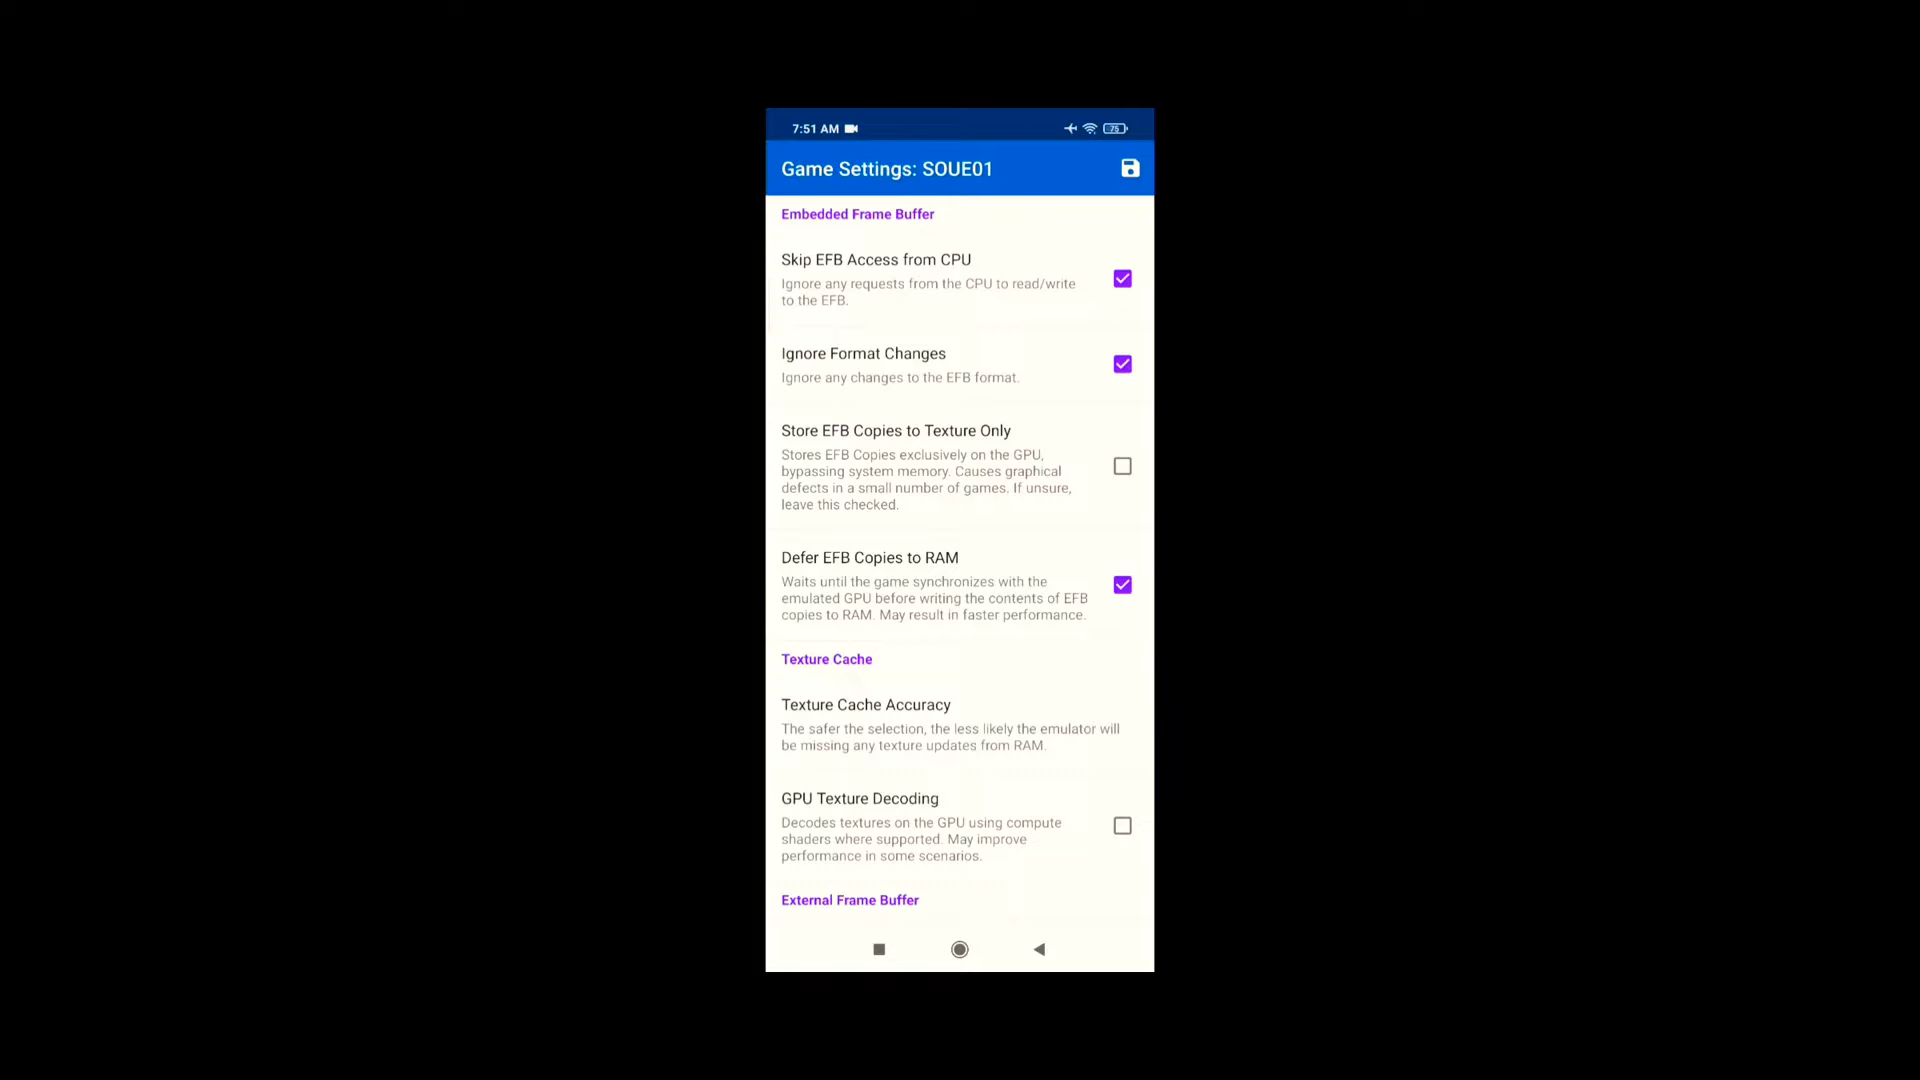 7:51 AM
75
Game Settings: SOUE01
Embedded Frame Buffer
Skip EFB Access from CPU
Ignore any requests from the CPU to read/write
to the EFB.
Ignore Format Changes
Ignore any changes to the EFB format.
Store EFB Copies to Texture Only
Stores EFB Copies exclusively on the GPU,
bypassing system memory. Causes graphical
defects in a small number of games. If unsure,
leave this checked.
Defer EFB Copies to RAM
Waits until the game synchronizes with the
emulated GPU before writing the contents of EFB
copies to RAM. May result in faster performance.
Texture Cache
Texture Cache Accuracy
The safer the selection, the less likely the emulator will
be missing any texture updates from RAM.
GPU Texture Decoding
Decodes textures on the GPU using compute
shaders where supported. May improve
performance in some scenarios.
External Frame Buffer